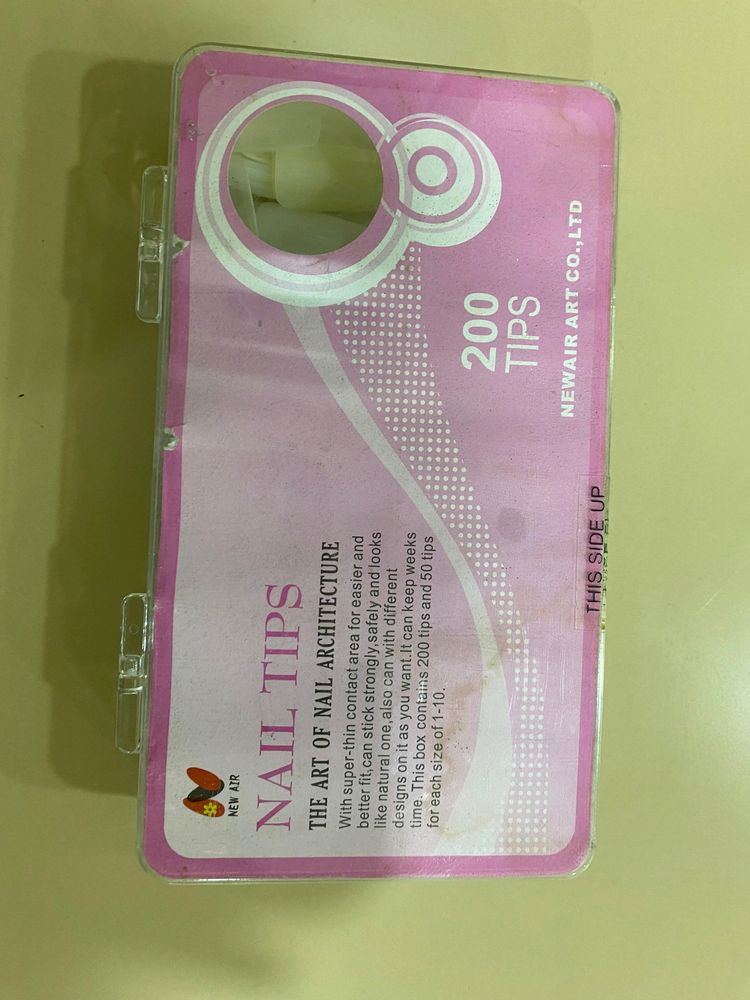 NEW AIR
NAIL TIPS
THE ART OF NAIL ARCHITECTURE
With super-thin contact area for easier and
better fit,can stick strongly,safely and looks
like natural one,also can with different
designs on it as you want.It can keep weeks
time. This box contains 200 tips and 50 tips
for each size of 1-10.
200
TIPS
NEWAIR ART CO.,LTD
THIS SIDE UP